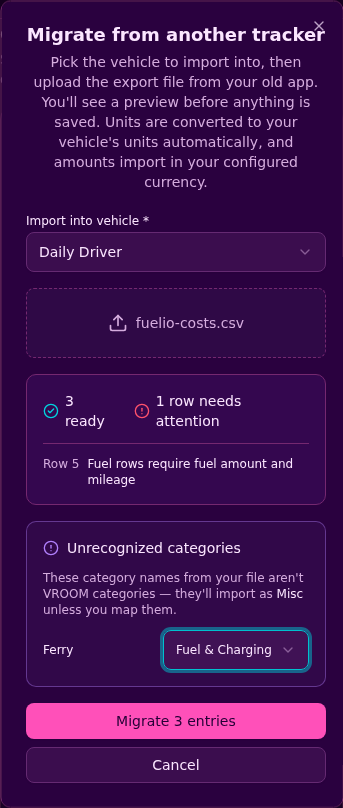 Migrate from another tracker
Pick the vehicle to import into, then
upload the export file from your old app.
You'll see a preview before anything is
saved. Units are converted to your
vehicle's units automatically, and
amounts import in your configured
currency.
Import into vehicle *
Daily Driver
fuelio-costs.csv
3
ready
1 row needs
attention
Row 5 Fuel rows require fuel amount and
mileage
Unrecognized categories
These category names from your file aren't
VROOM categories — they'll import as Misc
unless you map them.
Ferry
Fuel & Charging
Migrate 3 entries
Cancel